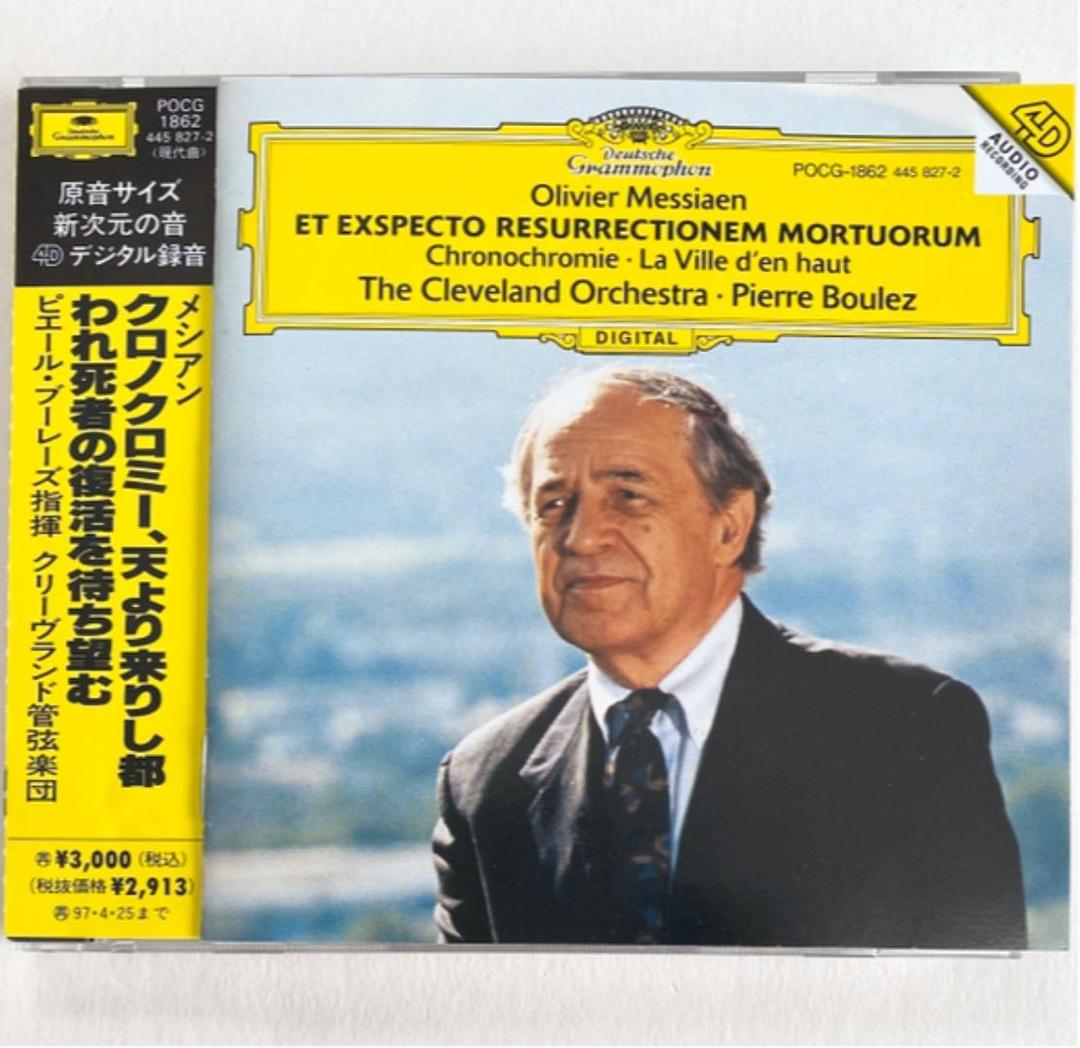 Deutsche
Grammophon
POCG
1862
445 827-2
〈現代曲〉
原音サイズ
新次元の音
4D デジタル録音
メシアン
クロノクロミー、天より来りし都
われ死者の復活を待ち望む
ピエール・ブーレーズ指揮 クリーヴランド管弦楽団
㊢¥3,000(税込)
(税抜価格¥2,913)
㊢97・4・25まで
Deutsche
Grammophon
POCG-1862 445 827-2
4D
AUDIO
RECORDING
Olivier Messiaen
ET EXSPECTO RESURRECTIONEM MORTUORUM
Chronochromie · La Ville d'en haut
The Cleveland Orchestra · Pierre Boulez
DIGITAL